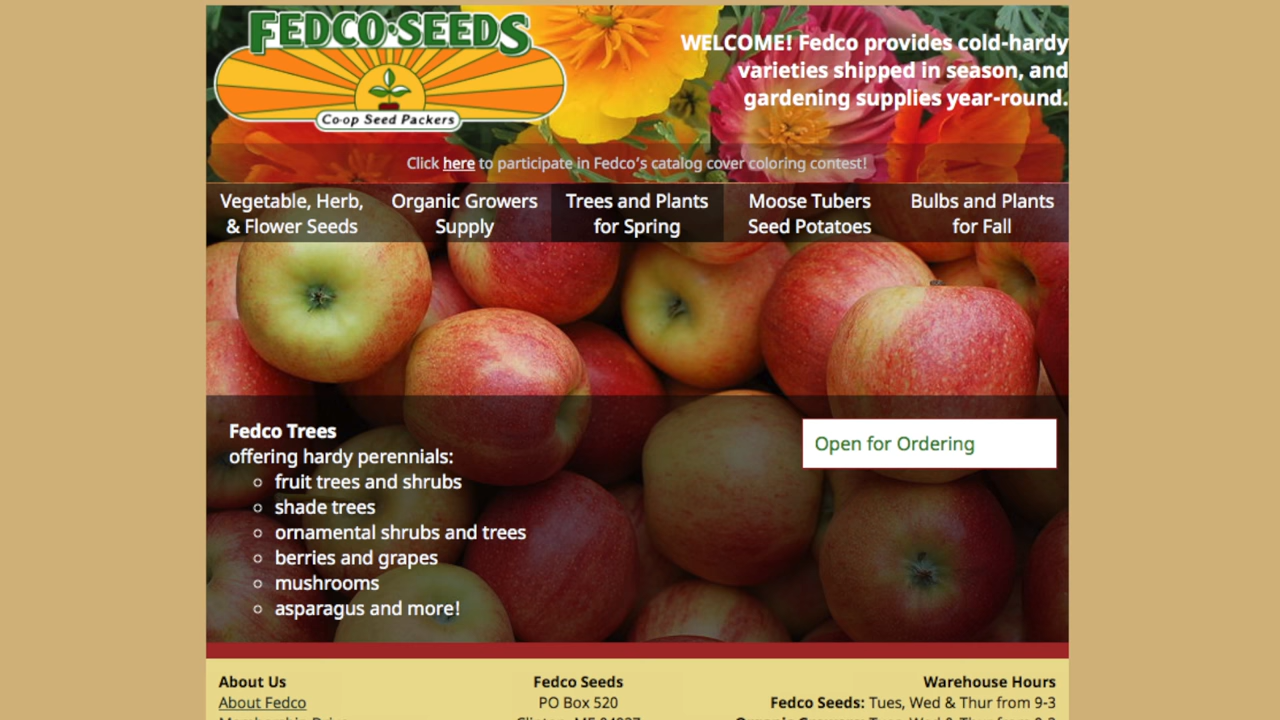 FEDCO·SEEDS
Co-op Seed Packers
WELCOME! Fedco provides cold-hardy
varieties shipped in season, and
gardening supplies year-round.
Click here to participate in Fedco's catalog cover coloring contest!
Vegetable, Herb,
& Flower Seeds
Organic Growers
Supply
Trees and Plants
for Spring
Moose Tubers
Seed Potatoes
Bulbs and Plants
for Fall
Fedco Trees
offering hardy perennials:
fruit trees and shrubs
shade trees
ornamental shrubs and trees
berries and grapes
mushrooms
asparagus and more!
Open for Ordering
About Us
About Fedco
Fedco Seeds
PO Box 520
Warehouse Hours
Fedco Seeds: Tues, Wed & Thur from 9-3